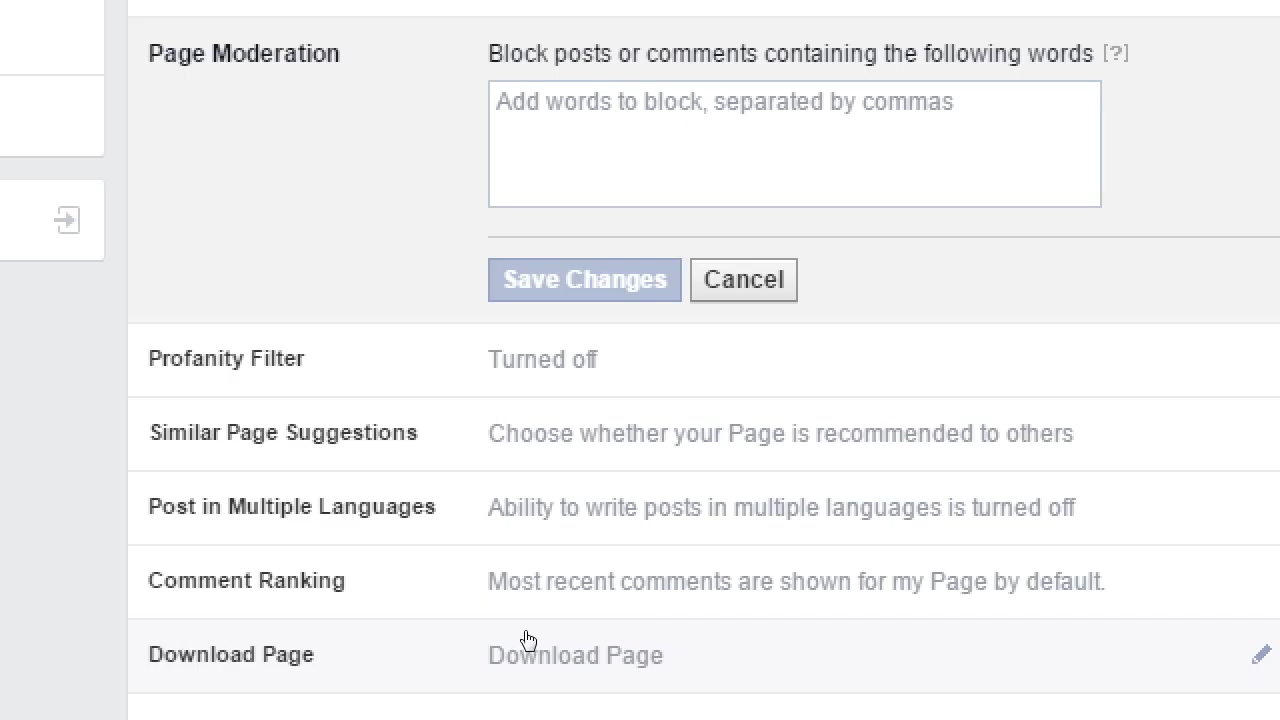 Page Moderation
Block posts or comments containing the following words [?]
Add words to block, separated by commas
Save Changes Cancel
Profanity Filter Turned off
Similar Page Suggestions Choose whether your Page is recommended to others
Post in Multiple Languages Ability to write posts in multiple languages is turned off
Comment Ranking Most recent comments are shown for my Page by default.
Download Page Download Page